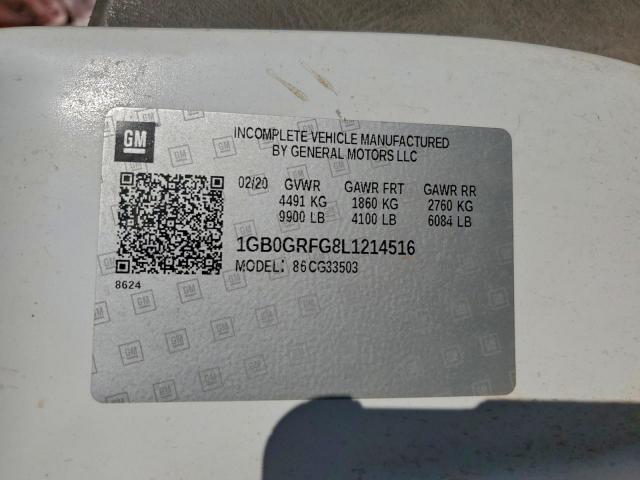 GM
INCOMPLETE VEHICLE MANUFACTURED
BY GENERAL MOTORS LLC
02/20 GVWR GAWR FRT GAWR RR
4491 KG 1860 KG 2760 KG
9900 LB 4100 LB 6084 LB
1GB0GRFG8L1214516
MODEL: 86CG33503
8624